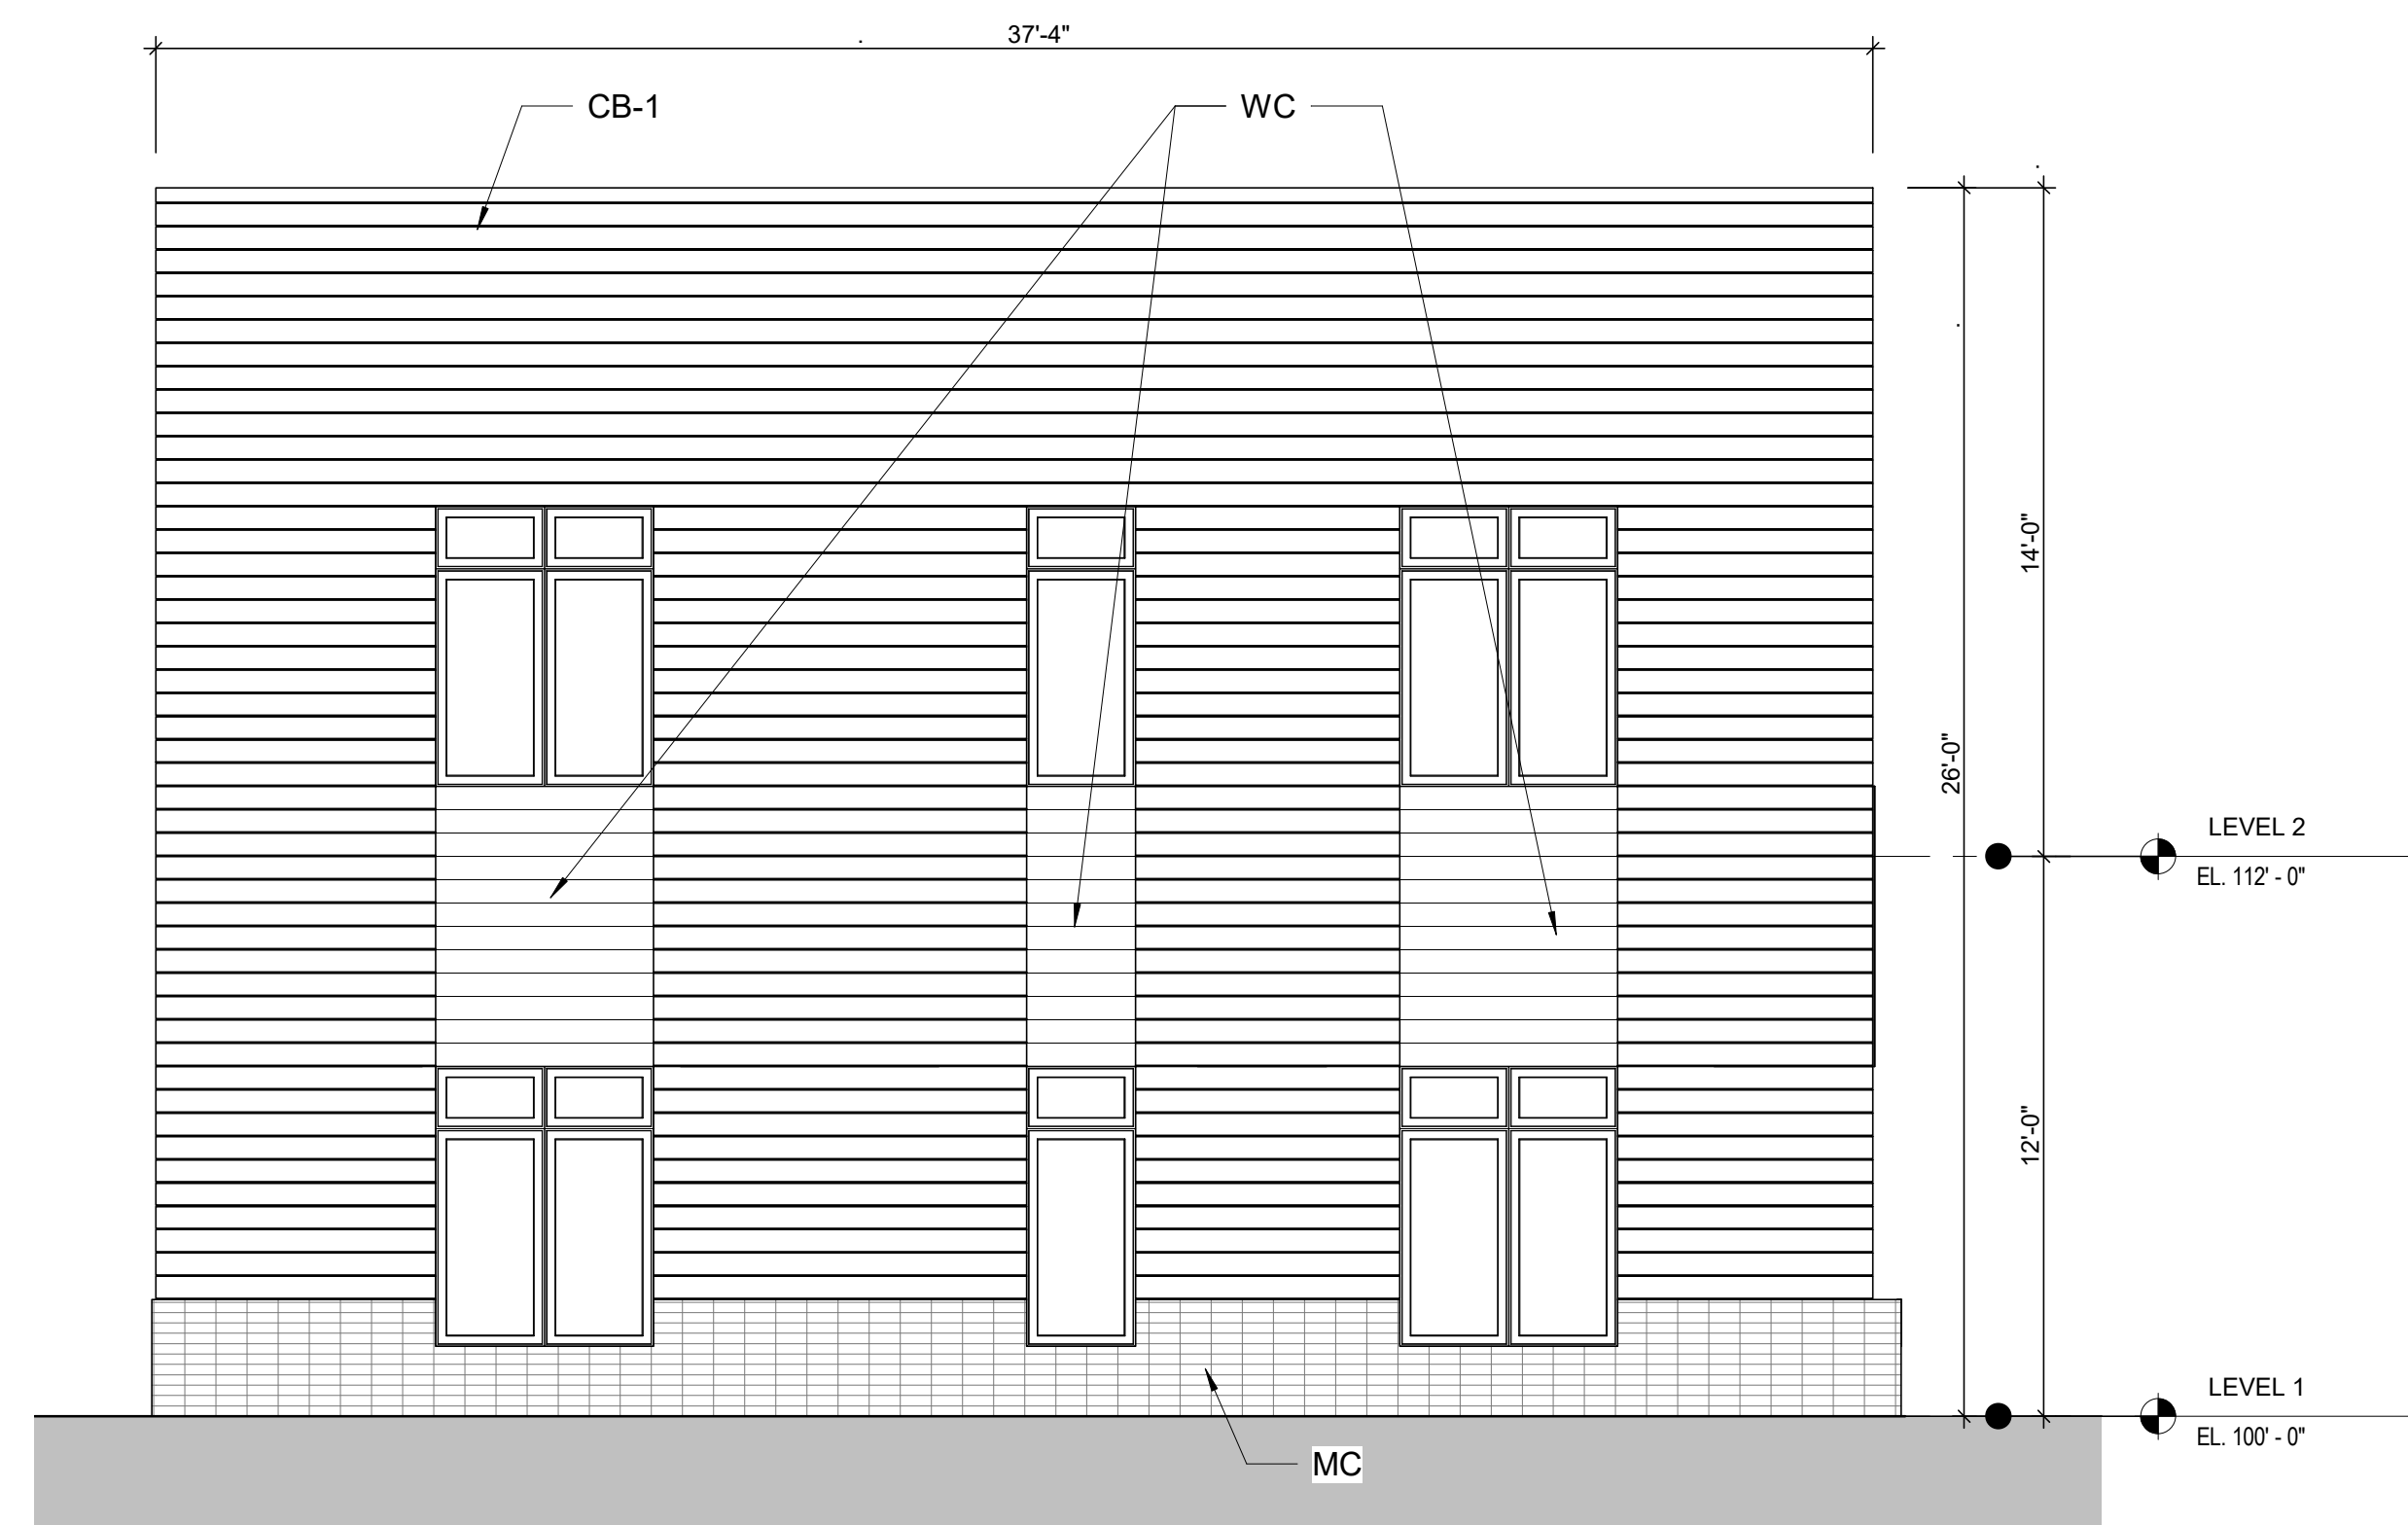 37'-4"
CB-1
WC
14'-0"
26'-0"
LEVEL 2
EL. 112' - 0"
12'-0"
LEVEL 1
EL. 100' - 0"
MC